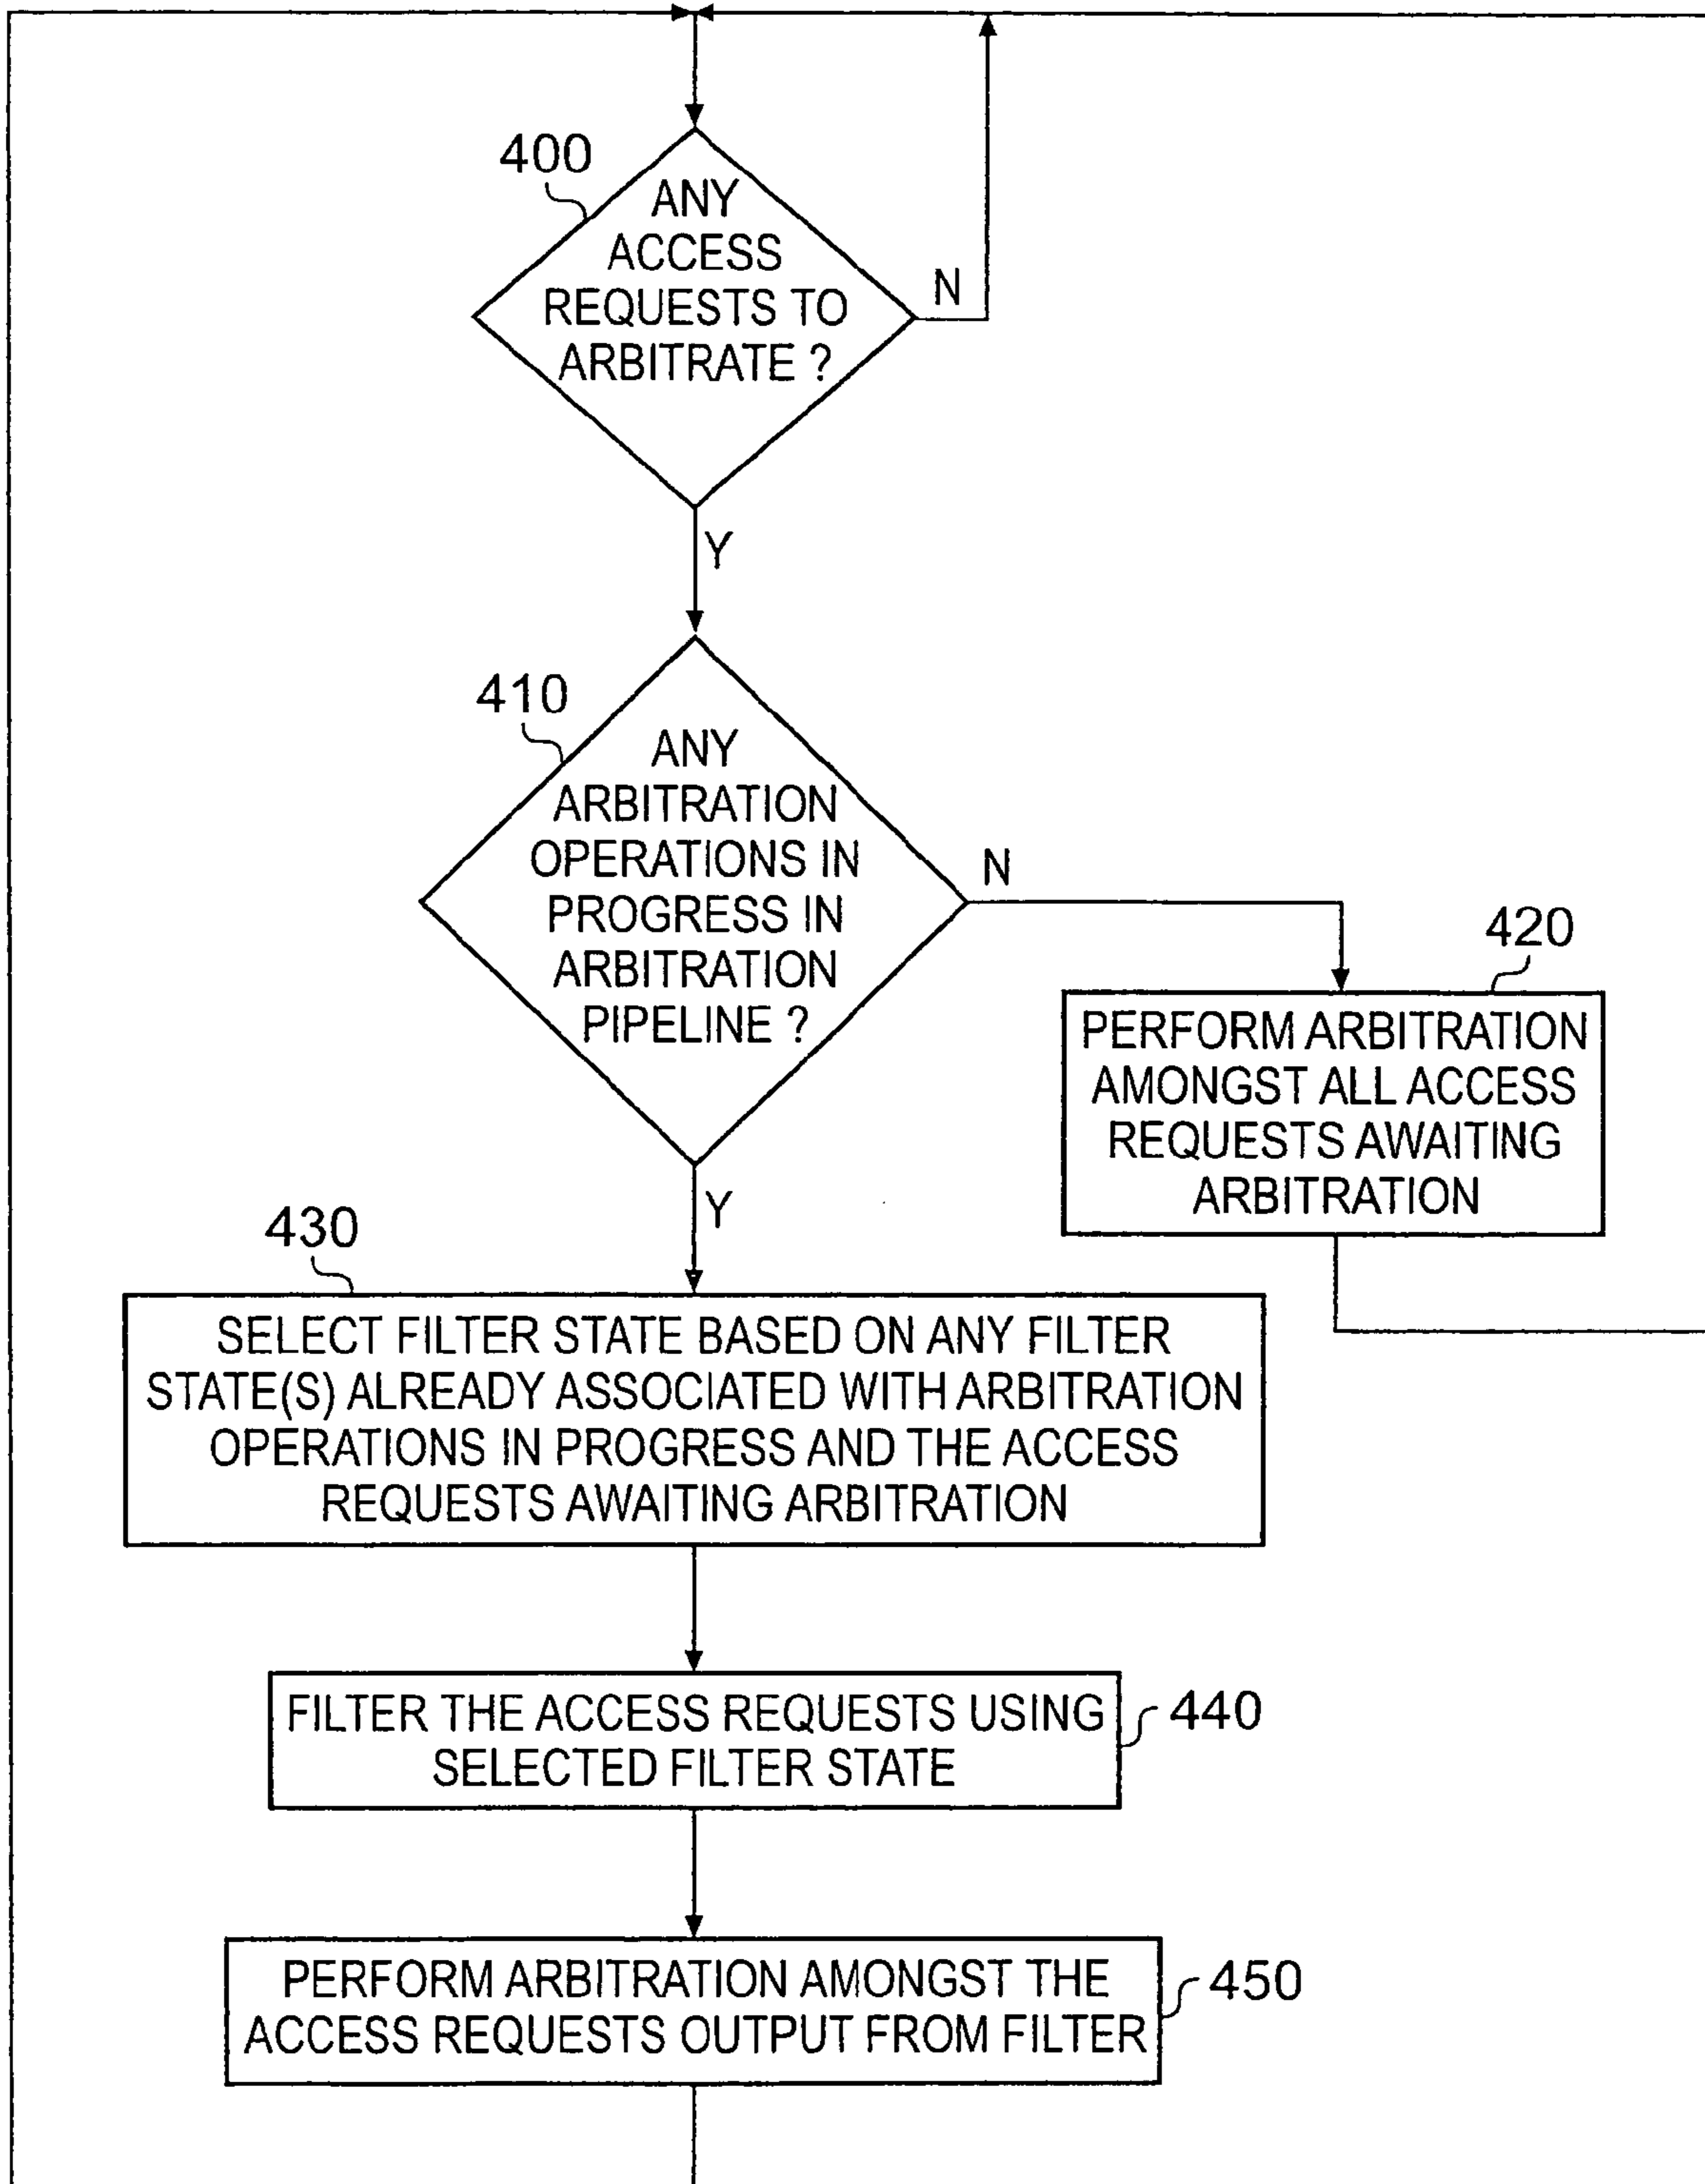 400
ANY
ACCESS
REQUESTS TO
ARBITRATE ?
N
Y
410
ANY
ARBITRATION
OPERATIONS IN
PROGRESS IN
ARBITRATION
PIPELINE ?
N
420
PERFORM ARBITRATION
AMONGST ALL ACCESS
REQUESTS AWAITING
ARBITRATION
Y
430
SELECT FILTER STATE BASED ON ANY FILTER
STATE(S) ALREADY ASSOCIATED WITH ARBITRATION
OPERATIONS IN PROGRESS AND THE ACCESS
REQUESTS AWAITING ARBITRATION
FILTER THE ACCESS REQUESTS USING
SELECTED FILTER STATE
440
PERFORM ARBITRATION AMONGST THE
ACCESS REQUESTS OUTPUT FROM FILTER
450